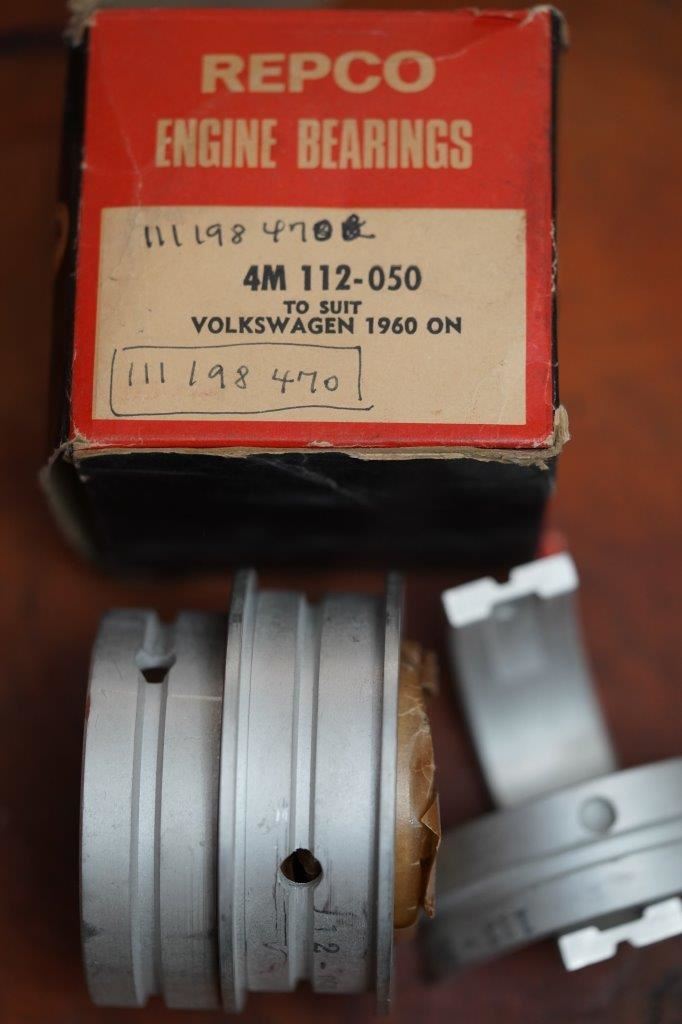 REPCO
ENGINE BEARINGS
111 198 470
4M 112-050
TO SUIT
VOLKSWAGEN 1960 ON
111 198 470